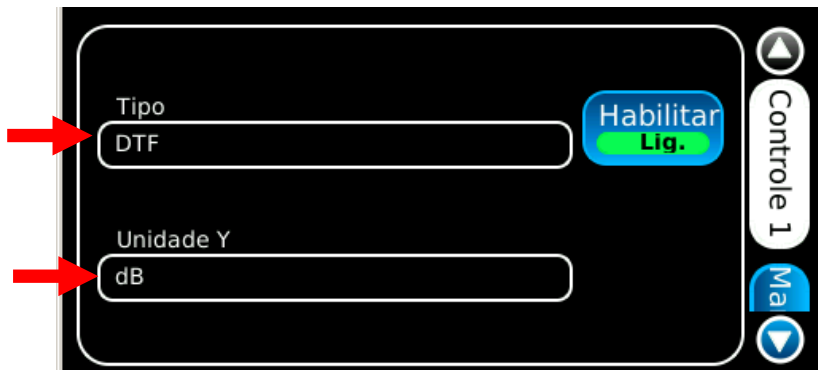 Tipo
DTF
Habilitar
Lig.
Unidade Y
dB
Controle 1
Ma